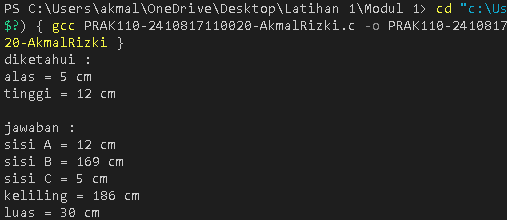 PS C:\Users\akmal\OneDrive\Desktop\Latihan 1\Modul 1> cd "c:\Us
$?) { gcc PRAK110-2410817110020-AkmalRizki.c -o PRAK110-2410817
20-AkmalRizki }
diketahui :
alas = 5 cm
tinggi = 12 cm
jawaban :
sisi A = 12 cm
sisi B = 169 cm
sisi C = 5 cm
keliling = 186 cm
luas = 30 cm